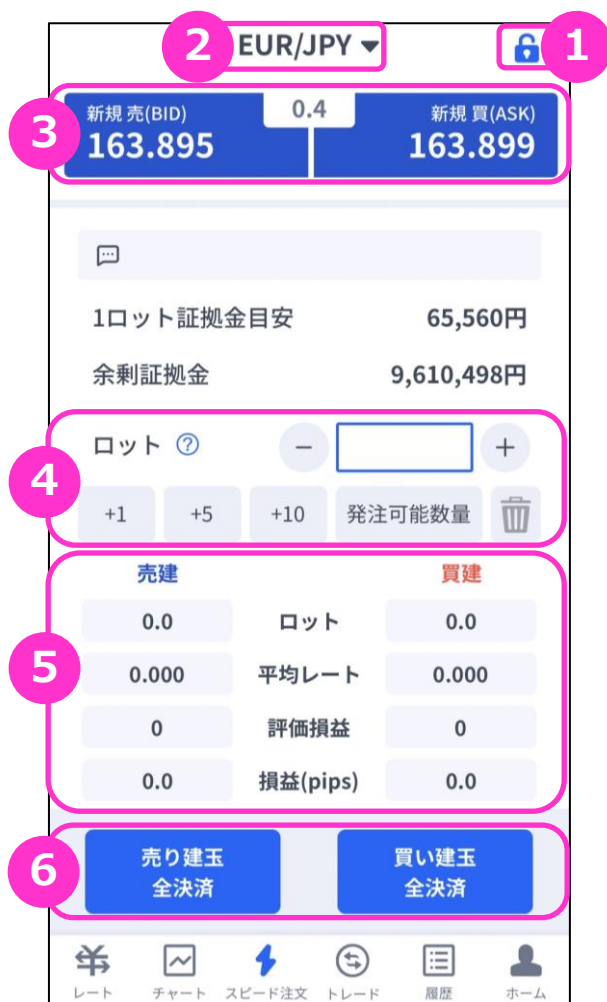 2
EUR/JPY
1
3
新規 売(BID)
0.4
新規 買(ASK)
163.895
163.899
1ロット証拠金目安
65,560円
余剰証拠金
9,610,498円
4
ロット ?
−
+
+1
+5
+10
発注可能数量
5
売建
買建
0.0
ロット
0.0
0.000
平均レート
0.000
0
評価損益
0
0.0
損益(pips)
0.0
6
売り建玉
全決済
買い建玉
全決済
レート
チャート
スピード注文
トレード
履歴
ホーム